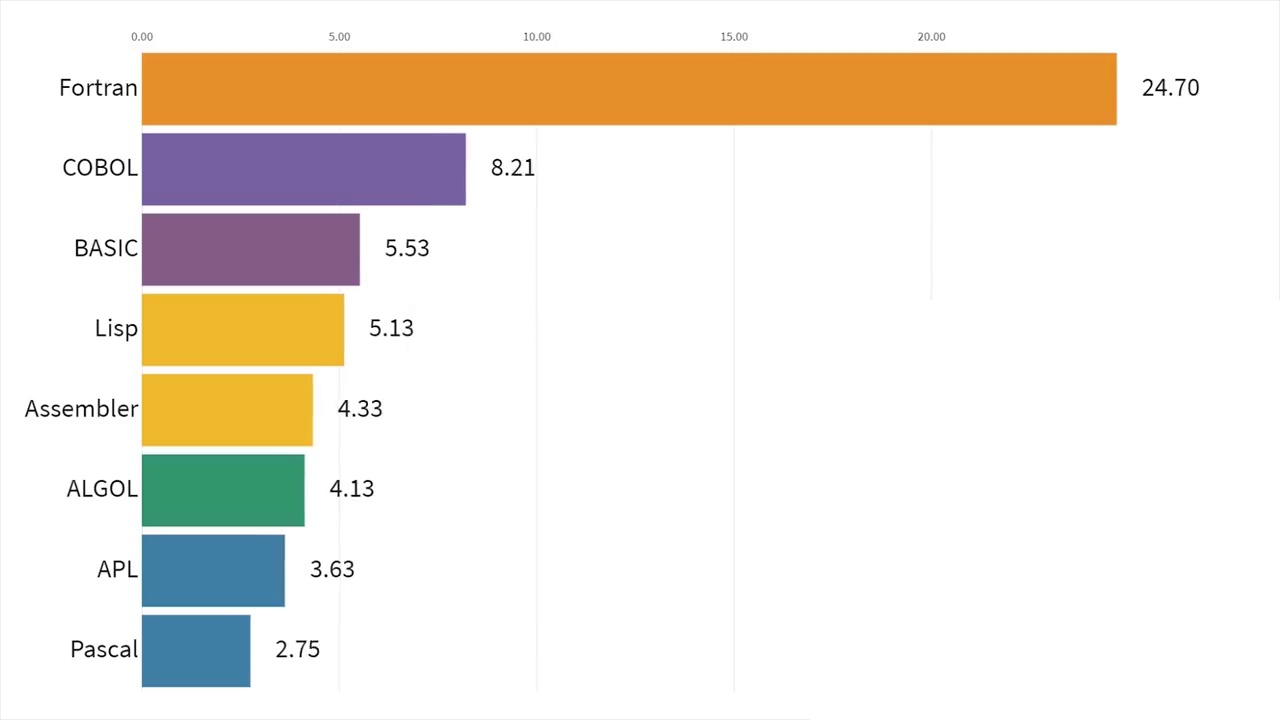 0.00 5.00 10.00 15.00 20.00
Fortran 24.70
COBOL 8.21
BASIC 5.53
Lisp 5.13
Assembler 4.33
ALGOL 4.13
APL 3.63
Pascal 2.75